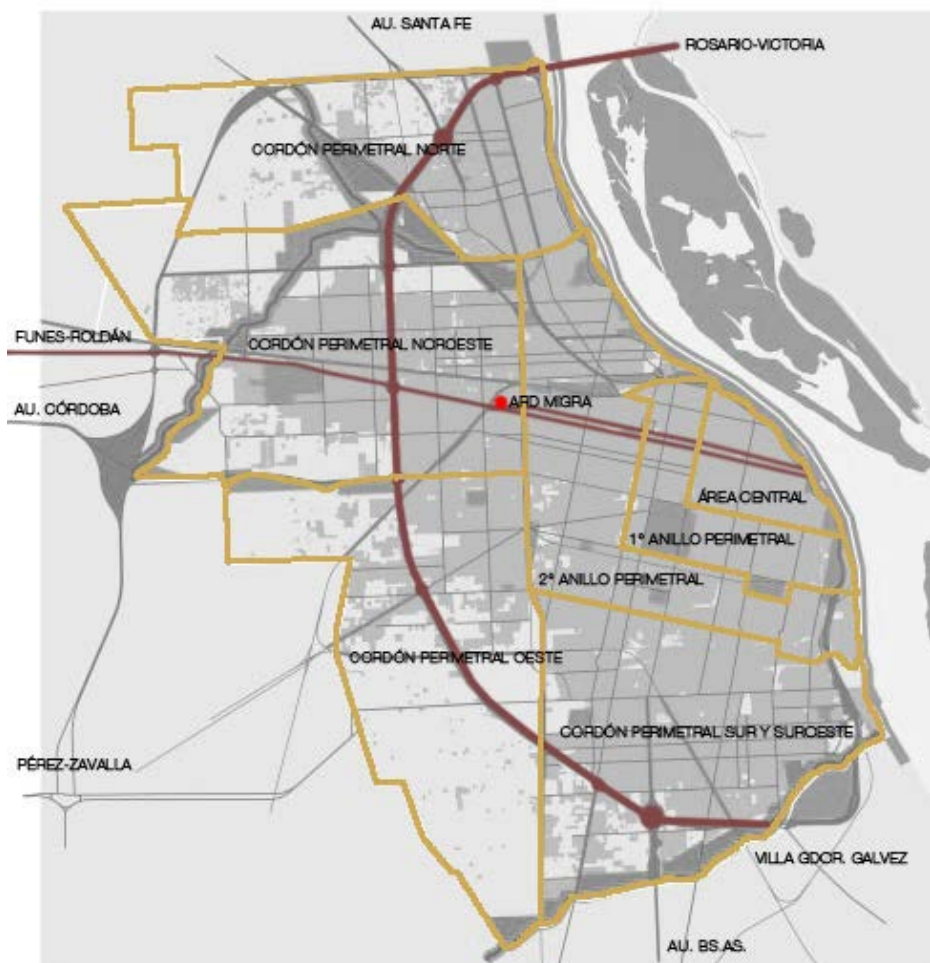 AU. SANTA FE
ROSARIO-VICTORIA
CORDÓN PERIMETRAL NORTE
FUNES-ROLDÁN
CORDÓN PERIMETRAL NOROESTE
ARD MIGRA
AU. CÓRDOBA
ÁREA CENTRAL
1º ANILLO PERIMETRAL
2º ANILLO PERIMETRAL
CORDÓN PERIMETRAL OESTE
CORDÓN PERIMETRAL SUR Y SUROESTE
PÉREZ-ZAVALLA
VILLA GDOR. GALVEZ
AU. BS.AS.